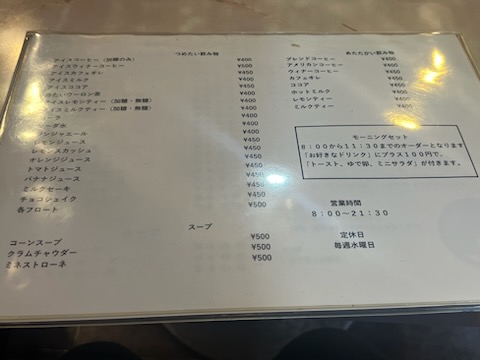 つめたい飲み物
アイスコーヒー（加糖のみ） ¥400
アイスウィンナーコーヒー ¥500
アイスカフェオレ ¥450
アイスミルク ¥400
アイスココア ¥450
たいウーロン茶 ¥400
アイスレモンティー（加糖・無糖） ¥400
イスミルクティー（加糖・無糖） ¥400
ーラ ¥400
ーダ水 ¥400
ンジャエール
モンジュース
レモンスカッシュ ¥450
オレンジジュース
トマトジュース ¥450
バナナジュース ¥450
ミルクセーキ ¥450
チョコシェイク ¥450
各フロート ¥500
スープ
コーンスープ ¥500
クラムチャウダー ¥500
ミネストローネ ¥500
あたたかい飲み物
ブレンドコーヒー ¥400
アメリカンコーヒー ¥400
ウィンナーコーヒー ¥450
カフェオレ ¥450
ココア ¥450
ホットミルク ¥400
レモンティー ¥400
ミルクティー ¥400
モーニングセット
8:00から11:30までのオーダーとなります
「お好きなドリンク」にプラス100円で、
「トースト、ゆで卵、ミニサラダ」が付きます。
営業時間
8:00〜21:30
定休日
毎週水曜日